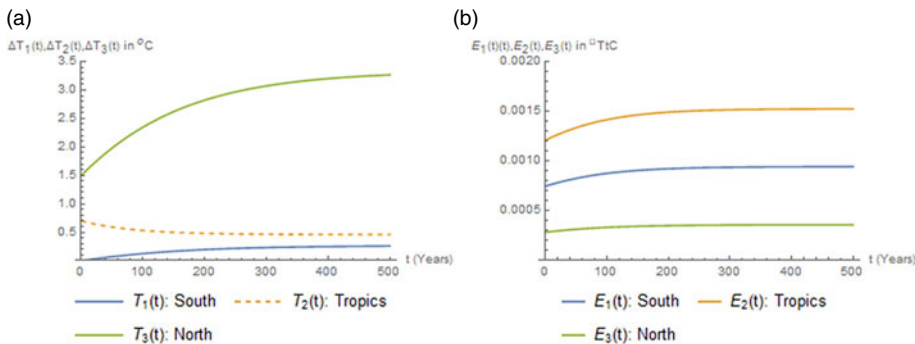 (a)
ΔT1(t),ΔT2(t),ΔT3(t) in °C
3.5
3.0
2.5
2.0
1.5
1.0
0.5
0 100 200 300 400 500
t (Years)
T1(t): South T2(t): Tropics
T3(t): North
(b)
E1(t)(t),E2(t),E3(t) in □TtC
0.0020
0.0015
0.0010
0.0005
0 100 200 300 400 500
t (Years)
E1(t): South E2(t): Tropics
E3(t): North